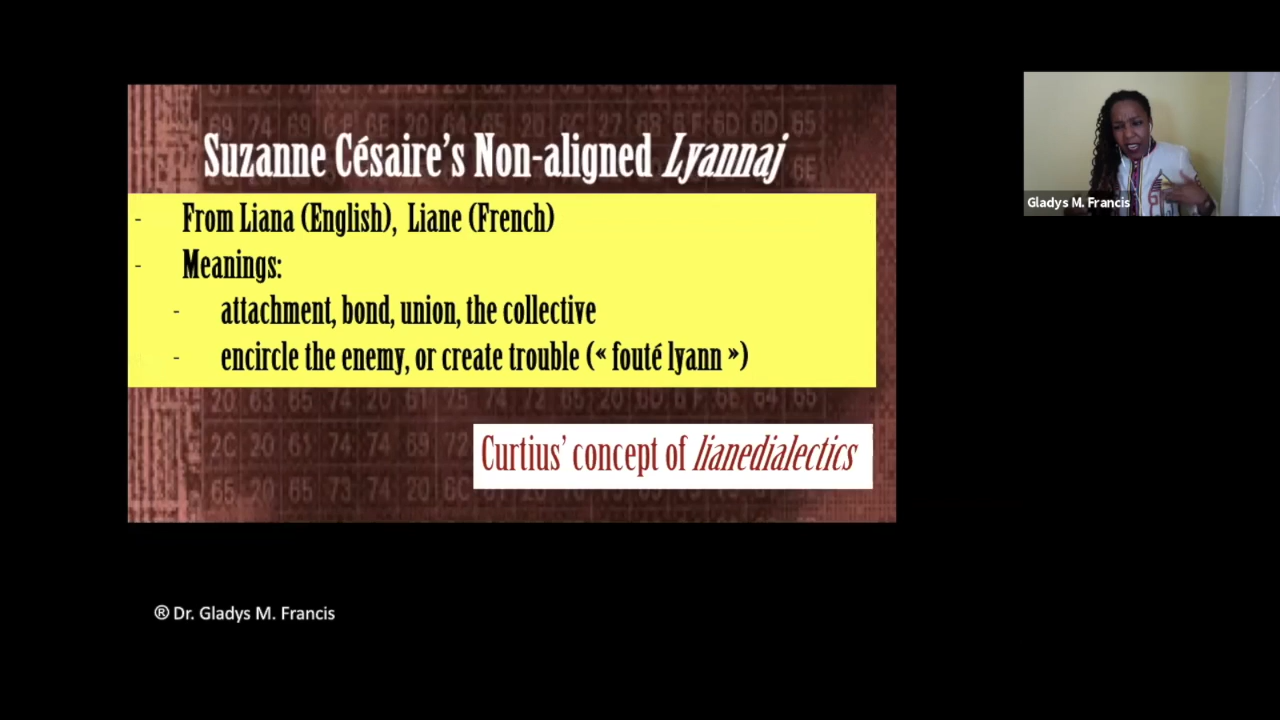 Suzanne Césaire's Non-aligned Lyannaj
- From Liana (English), Liane (French)
- Meanings:
- attachment, bond, union, the collective
- encircle the enemy, or create trouble (« fouté lyann »)
Curtius' concept of lianedialectics
Gladys M. Francis
® Dr. Gladys M. Francis